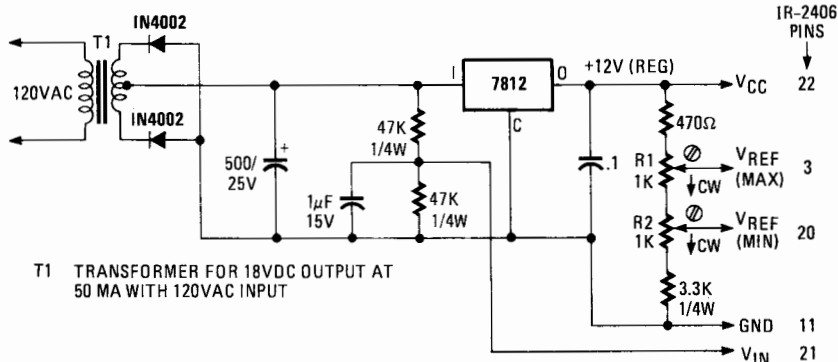 IR-2406
PINS
IN4002
T1
120VAC
IN4002
I
7812
O
+12V (REG)
C
VCC
22
500/
25V
+
47K
1/4W
1μF
15V
47K
1/4W
.1
470Ω
R1
1K
CW
VREF
(MAX)
3
R2
1K
CW
VREF
(MIN)
20
3.3K
1/4W
GND
11
VIN
21
T1 TRANSFORMER FOR 18VDC OUTPUT AT
50 MA WITH 120VAC INPUT